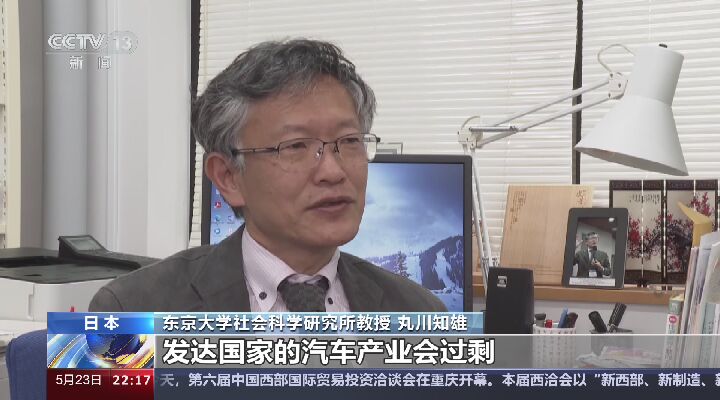 CCTV 13
新闻
日本
东京大学社会科学研究所教授 丸川知雄
发达国家的汽车产业会过剩
5月23日 22:17 天，第六届中国西部国际贸易投资洽谈会在重庆开幕。本届西洽会以“新西部、新制造、新